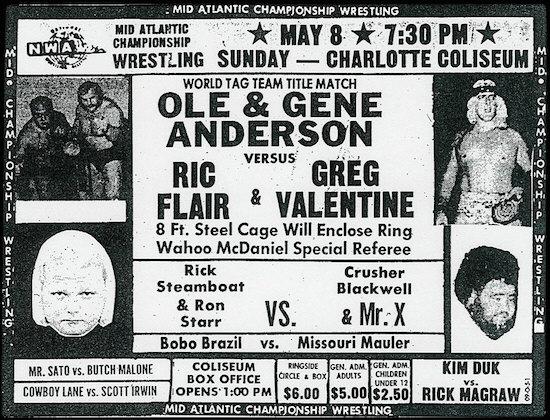 MID ATLANTIC CHAMPIONSHIP WRESTLING
NWA
MID ATLANTIC
CHAMPIONSHIP
WRESTLING
★ MAY 8 ★ 7:30 PM ★
SUNDAY — CHARLOTTE COLISEUM
MID. CHAMPIONSHIP WRESTLING
WORLD TAG TEAM TITLE MATCH
OLE & GENE
ANDERSON
VERSUS
RIC
FLAIR
&
GREG
VALENTINE
8 Ft. Steel Cage Will Enclose Ring
Wahoo McDaniel Special Referee
Rick
Steamboat
& Ron
Starr
VS.
Crusher
Blackwell
& Mr. X
Bobo Brazil vs. Missouri Mauler
MID. CHAMPIONSHIP WRESTLING
MR. SATO vs. BUTCH MALONE
COWBOY LANE vs. SCOTT IRWIN
COLISEUM
BOX OFFICE
OPENS 1:00 PM
RINGSIDE
CIRCLE & BOX
$6.00
GEN. ADM.
ADULTS
$5.00
GEN. ADM.
CHILDREN
UNDER 12
$2.50
KIM DUK
vs.
RICK MAGRAW
MID ATLANTIC CHAMPIONSHIP WRESTLING